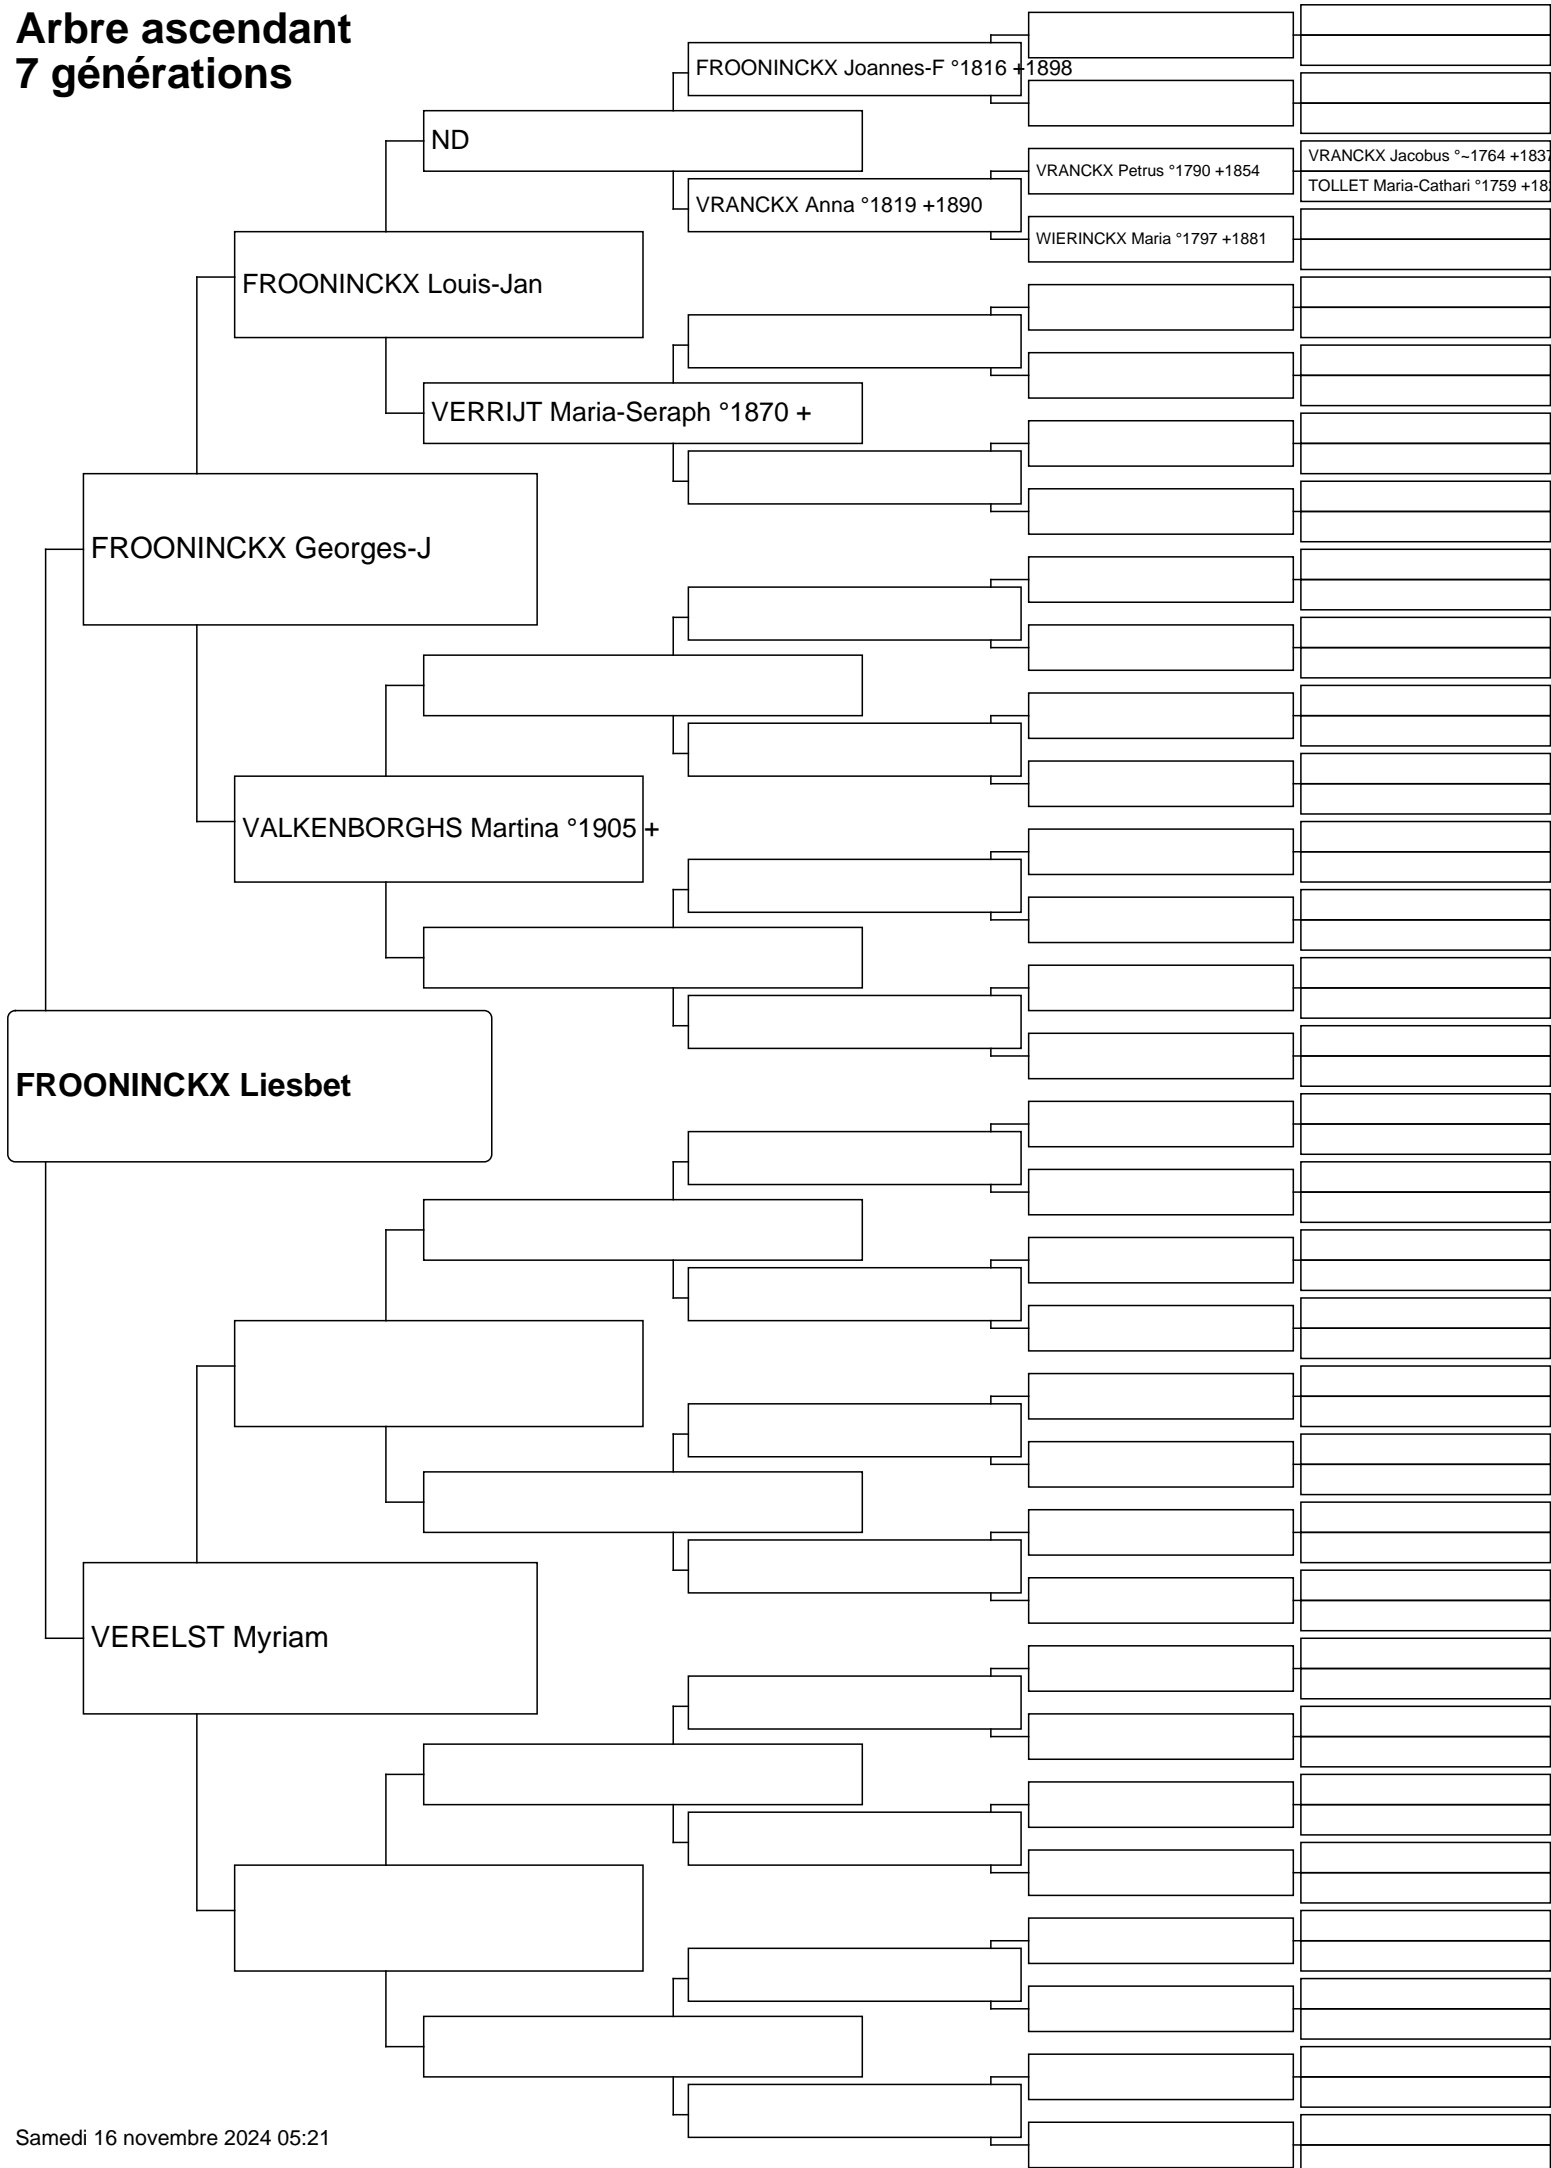 Arbre ascendant
7 générations
FROONINCKX Joannes-F °1816 +1898
ND
VRANCKX Jacobus °~1764 +1837
VRANCKX Petrus °1790 +1854
TOLLET Maria-Cathari °1759 +18
VRANCKX Anna °1819 +1890
WIERINCKX Maria °1797 +1881
FROONINCKX Louis-Jan
VERRIJT Maria-Seraph °1870 +
FROONINCKX Georges-J
VALKENBORGHS Martina °1905 +
FROONINCKX Liesbet
VERELST Myriam
Samedi 16 novembre 2024 05:21